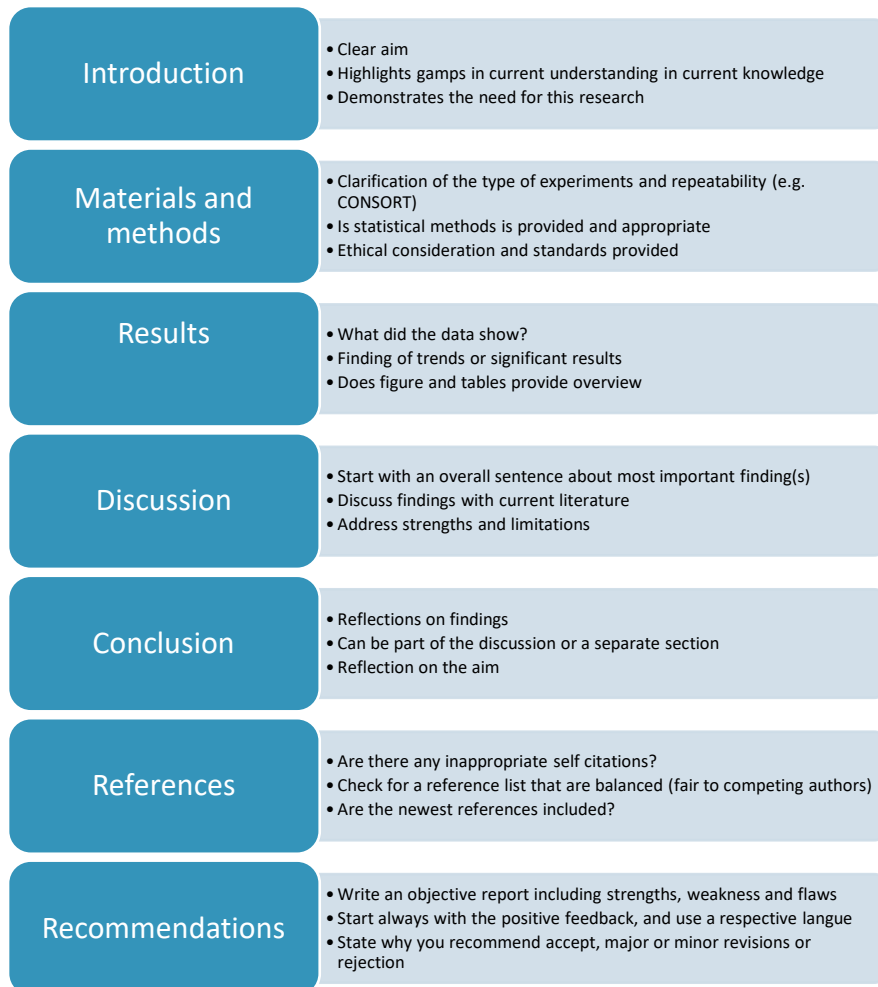 Introduction
• Clear aim
• Highlights gamps in current understanding in current knowledge
• Demonstrates the need for this research
Materials and
methods
• Clarification of the type of experiments and repeatability (e.g.
CONSORT)
• Is statistical methods is provided and appropriate
• Ethical consideration and standards provided
Results
• What did the data show?
• Finding of trends or significant results
• Does figure and tables provide overview
Discussion
• Start with an overall sentence about most important finding(s)
• Discuss findings with current literature
• Address strengths and limitations
Conclusion
• Reflections on findings
• Can be part of the discussion or a separate section
• Reflection on the aim
References
• Are there any inappropriate self citations?
• Check for a reference list that are balanced (fair to competing authors)
• Are the newest references included?
Recommendations
• Write an objective report including strengths, weakness and flaws
• Start always with the positive feedback, and use a respective langue
• State why you recommend accept, major or minor revisions or
rejection